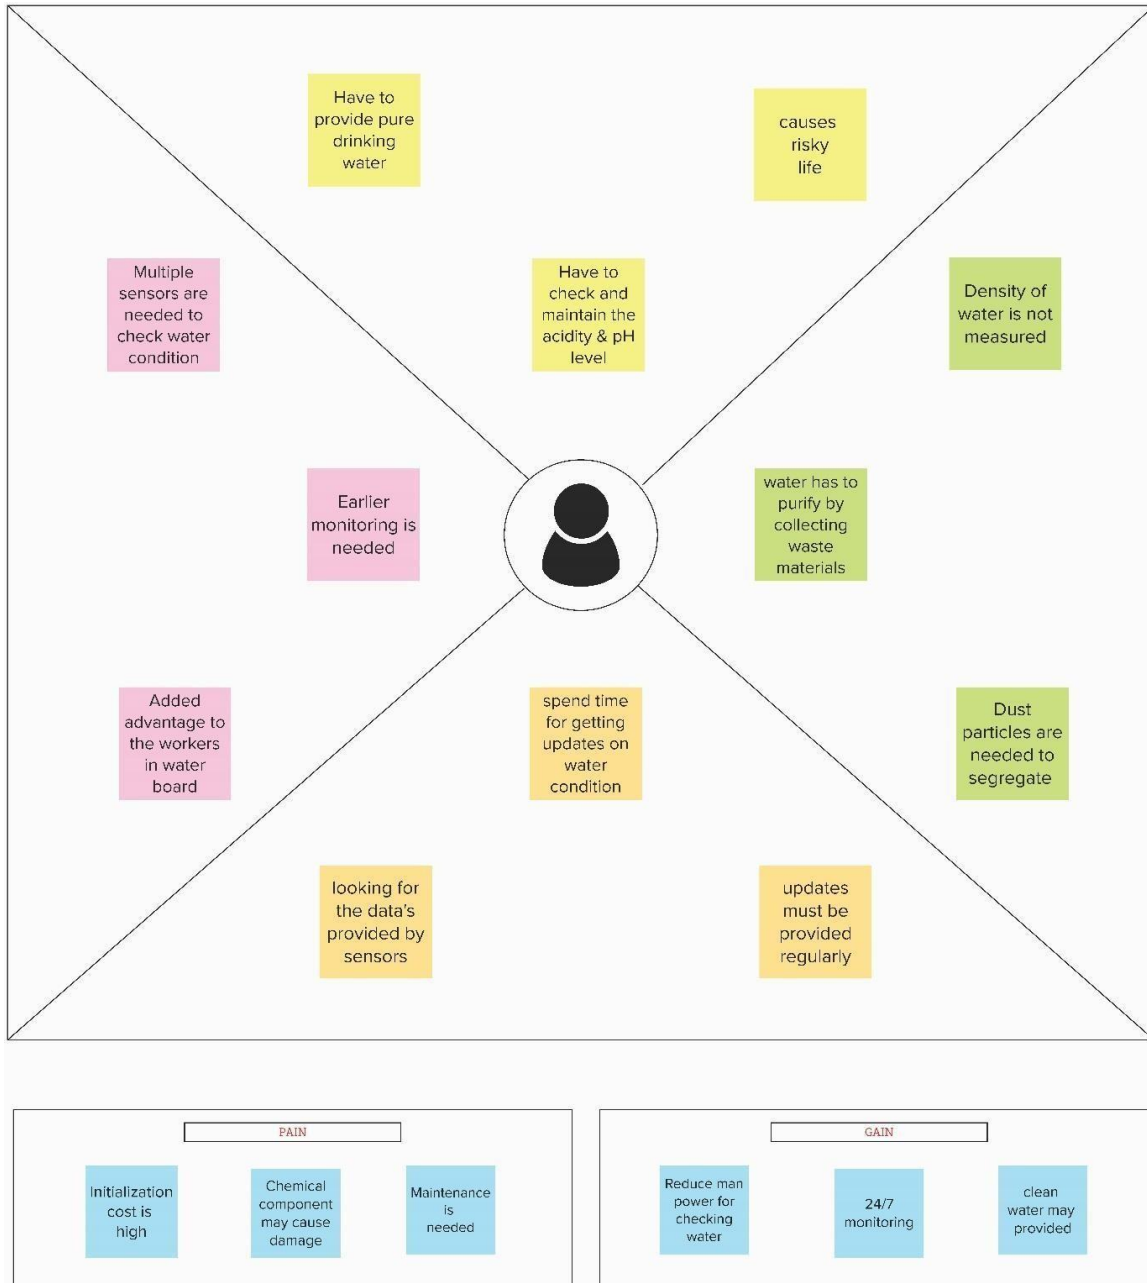 Have to
provide pure
drinking
water
causes
risky
life
Multiple
sensors are
needed to
check water
condition
Have to
check and
maintain the
acidity & pH
level
Density of
water is not
measured
Earlier
monitoring is
needed
water has to
purify by
collecting
waste
materials
Added
advantage to
the workers
in water
board
spend time
for getting
updates on
water
condition
Dust
particles are
needed to
segregate
looking for
the data's
provided by
sensors
updates
must be
provided
regularly
PAIN
Initialization
cost is
high
Chemical
component
may cause
damage
Maintenance
is
needed
GAIN
Reduce man
power for
checking
water
24/7
monitoring
clean
water may
provided